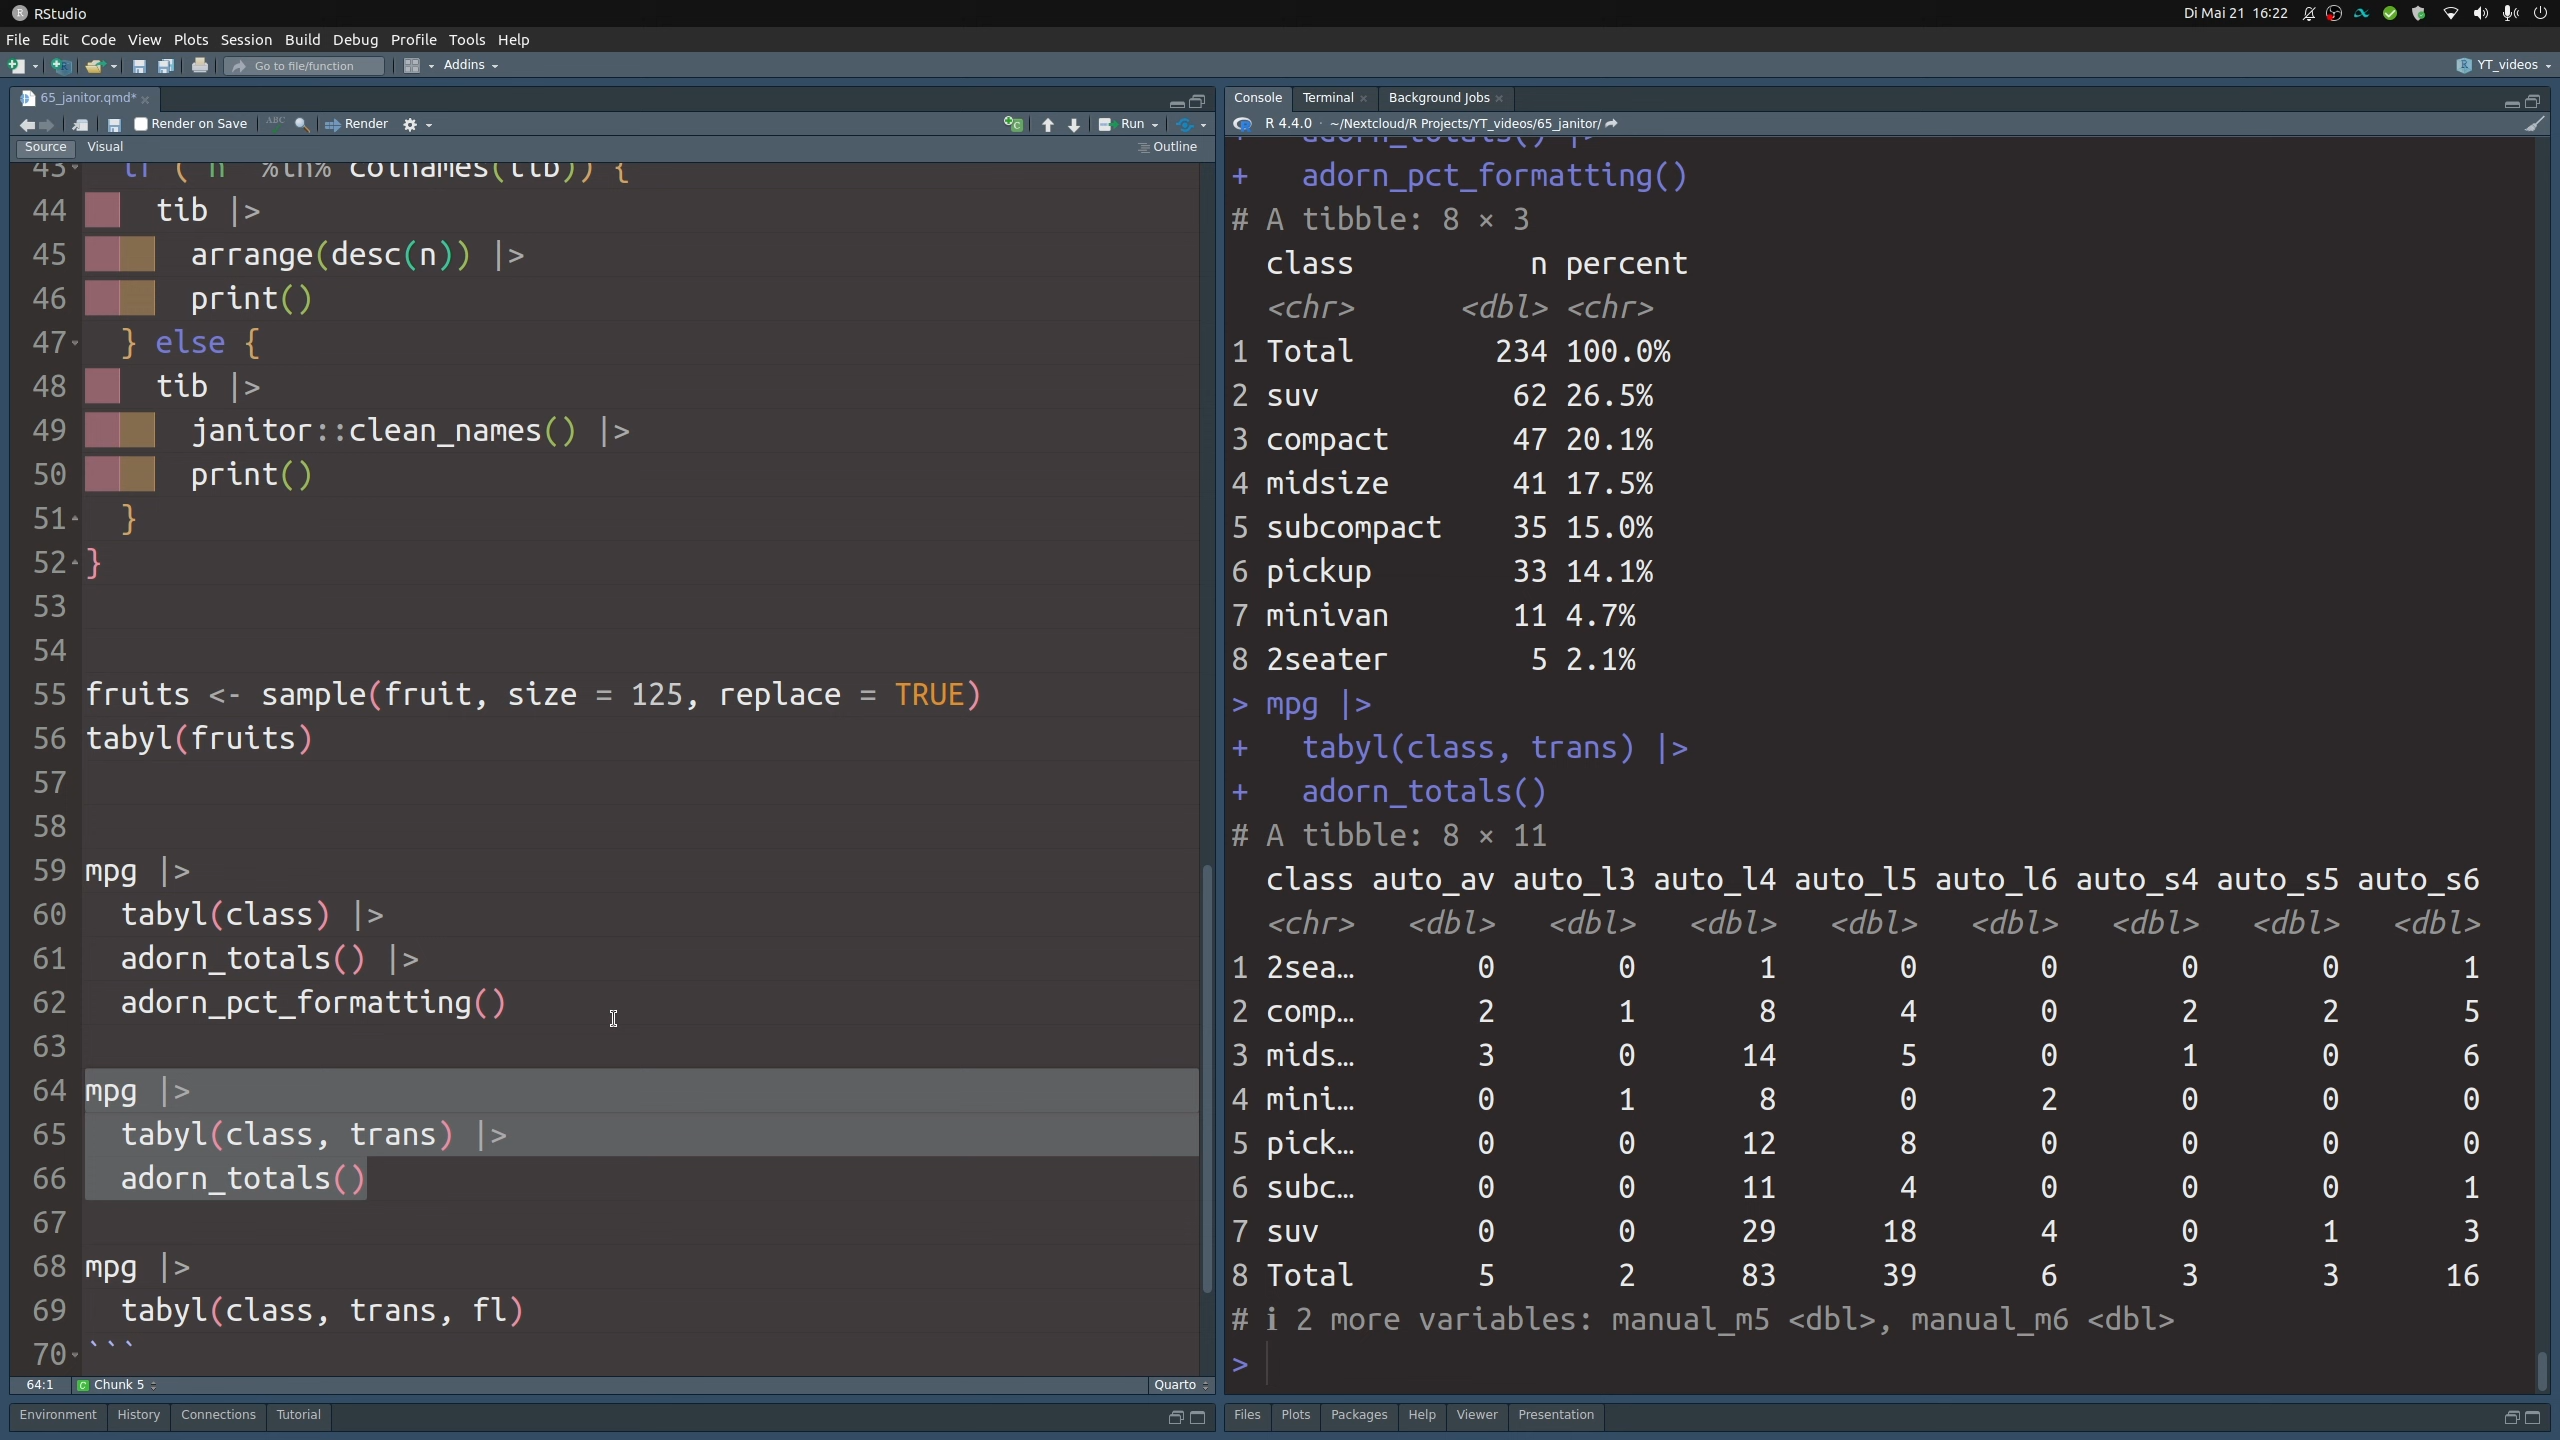 RStudio
Di Mai 21 16:22
File Edit Code View Plots Session Build Debug Profile Tools Help
Go to file/function
Addins
YT_videos
65_janitor.qmd*
Render on Save
ABC
Render
Run
Source Visual
Outline
43 if ("n" %in% colnames(tib)) {
44 tib |>
45 arrange(desc(n)) |>
46 print()
47 } else {
48 tib |>
49 janitor::clean_names() |>
50 print()
51 }
52 }
53
54
55 fruits <- sample(fruit, size = 125, replace = TRUE)
56 tabyl(fruits)
57
58
59 mpg |>
60 tabyl(class) |>
61 adorn_totals() |>
62 adorn_pct_formatting()
63
64 mpg |>
65 tabyl(class, trans) |>
66 adorn_totals()
67
68 mpg |>
69 tabyl(class, trans, fl)
70 ```
64:1 Chunk 5
Quarto
Environment History Connections Tutorial
Console Terminal Background Jobs
R 4.4.0 · ~/Nextcloud/R Projects/YT_videos/65_janitor/
+ adorn_totals() |>
+ adorn_pct_formatting()
# A tibble: 8 × 3
class n percent
<chr> <dbl> <chr>
1 Total 234 100.0%
2 suv 62 26.5%
3 compact 47 20.1%
4 midsize 41 17.5%
5 subcompact 35 15.0%
6 pickup 33 14.1%
7 minivan 11 4.7%
8 2seater 5 2.1%
> mpg |>
+ tabyl(class, trans) |>
+ adorn_totals()
# A tibble: 8 × 11
class auto_av auto_l3 auto_l4 auto_l5 auto_l6 auto_s4 auto_s5 auto_s6
<chr> <dbl> <dbl> <dbl> <dbl> <dbl> <dbl> <dbl> <dbl>
1 2sea… 0 0 1 0 0 0 0 1
2 comp… 2 1 8 4 0 2 2 5
3 mids… 3 0 14 5 0 1 0 6
4 mini… 0 1 8 0 2 0 0 0
5 pick… 0 0 12 8 0 0 0 0
6 subc… 0 0 11 4 0 0 0 1
7 suv 0 0 29 18 4 0 1 3
8 Total 5 2 83 39 6 3 3 16
# ℹ 2 more variables: manual_m5 <dbl>, manual_m6 <dbl>
>
Files Plots Packages Help Viewer Presentation